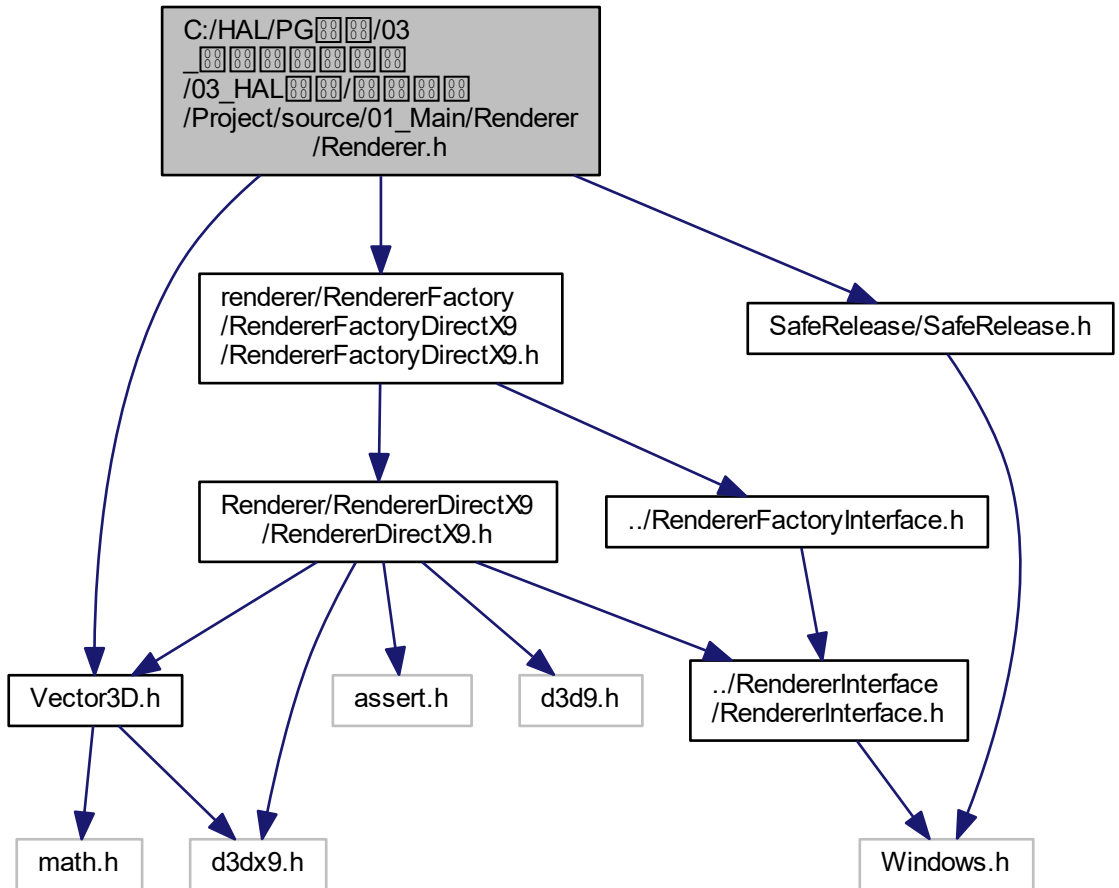 C:/HAL/PG/03
_
/03_HAL/
/Project/source/01_Main/Renderer
/Renderer.h
renderer/RendererFactory
/RendererFactoryDirectX9
/RendererFactoryDirectX9.h
SafeRelease/SafeRelease.h
Renderer/RendererDirectX9
/RendererDirectX9.h
../RendererFactoryInterface.h
Vector3D.h
assert.h
d3d9.h
../RendererInterface
/RendererInterface.h
math.h
d3dx9.h
Windows.h